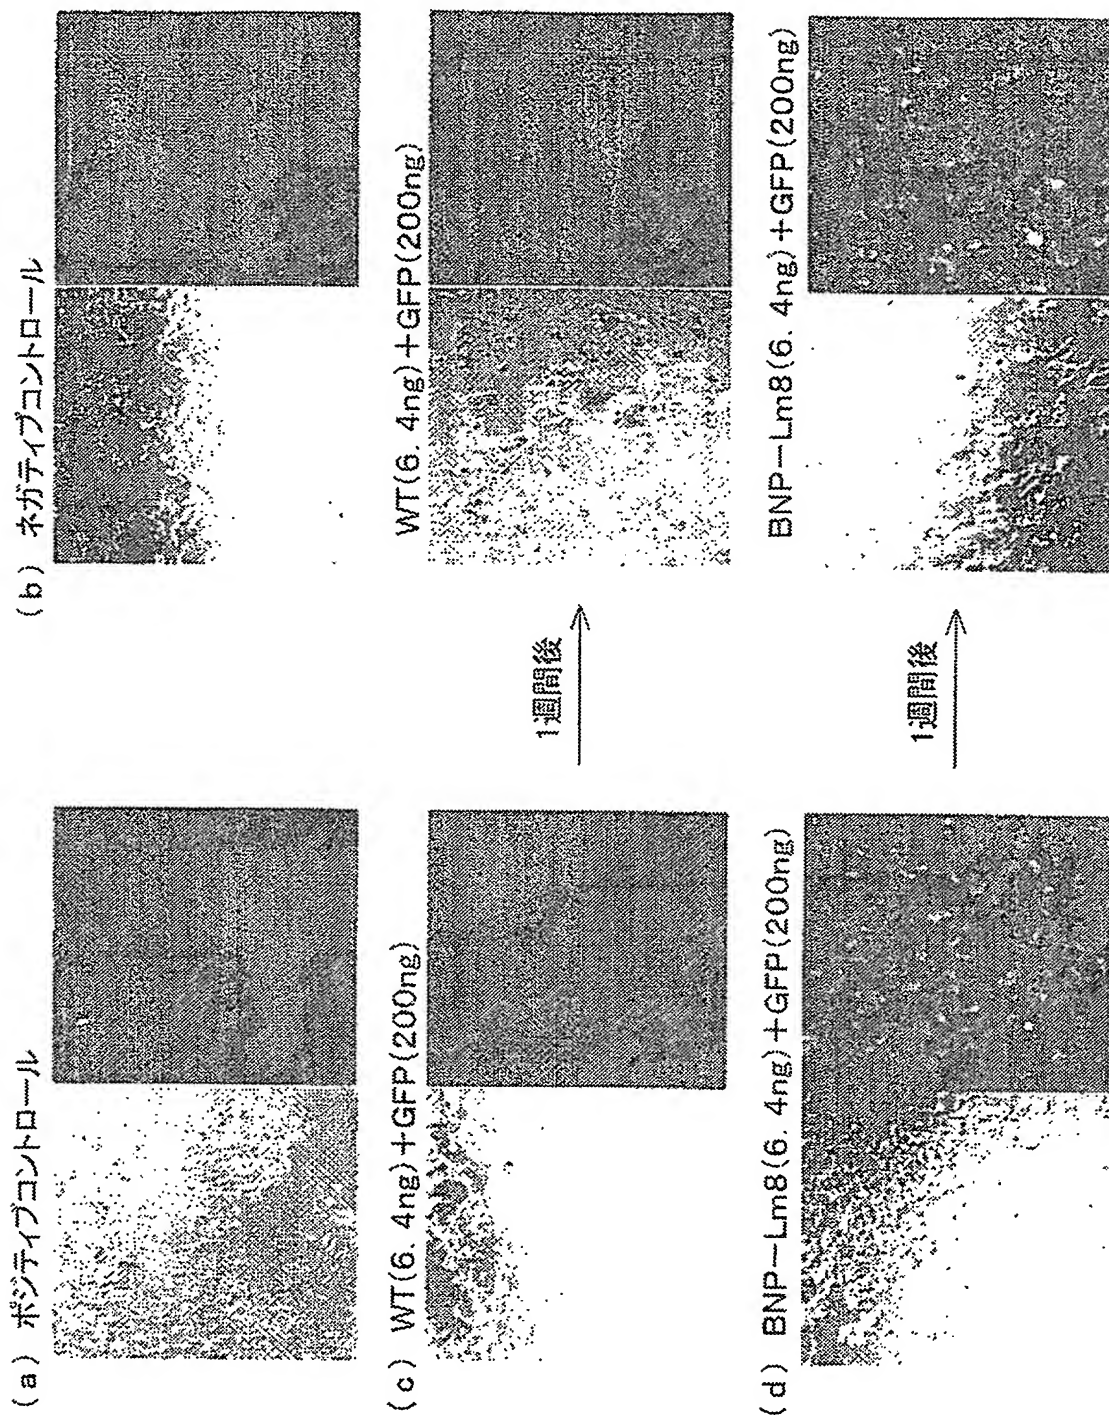 (a) ポジティブコントロール
(b) ネガティブコントロール
(c) WT(6. 4ng)+GFP(200ng)
1週間後
WT(6. 4ng)+GFP(200ng)
(d) BNP-Lm8(6. 4ng)+GFP(200ng)
1週間後
BNP-Lm8(6. 4ng)+GFP(200ng)